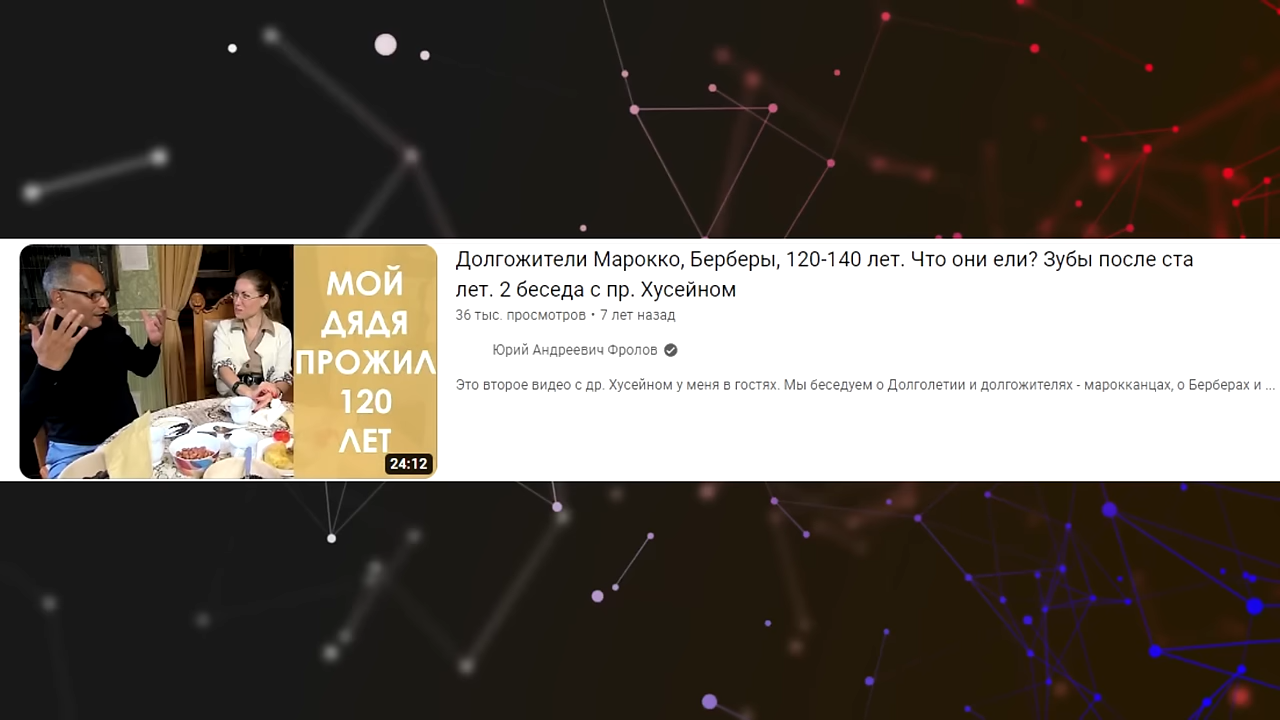 МОЙ
ДЯДЯ
ПРОЖИЛ
120
ЛЕТ
24:12
Долгожители Марокко, Берберы, 120-140 лет. Что они ели? Зубы после ста
лет. 2 беседа с пр. Хусейном
36 тыс. просмотров • 7 лет назад
Юрий Андреевич Фролов
Это второе видео с др. Хусейном у меня в гостях. Мы беседуем о Долголетии и долгожителях - марокканцах, о Берберах и ...